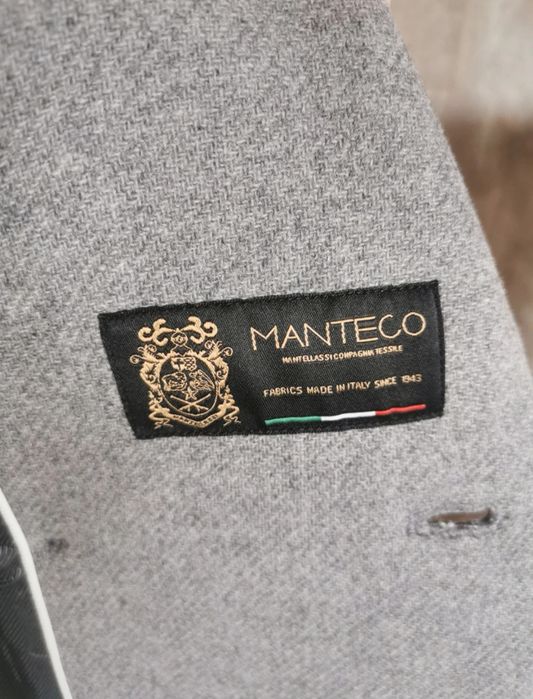 MANTECO
MANTELLASSI COMPAGNIA TESSILE
FABRICS MADE IN ITALY SINCE 1943